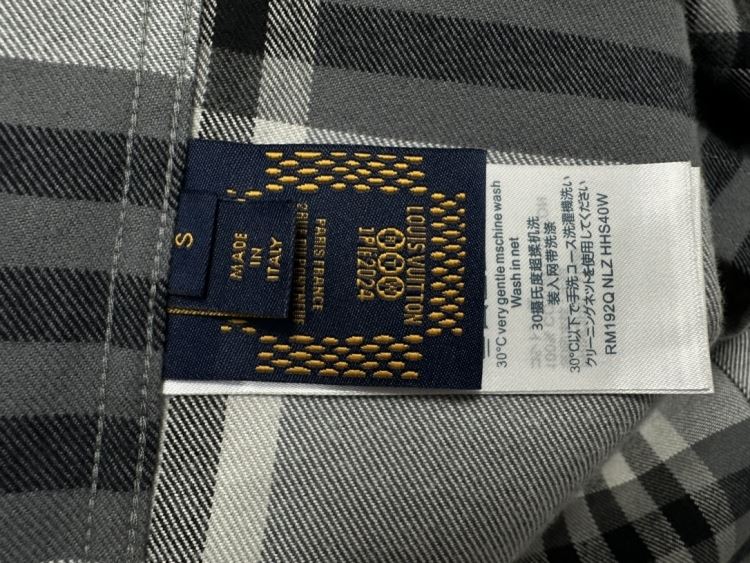 S
MADE
IN
ITALY
LOUIS VUITTON
PARIS FRANCE
30°C very gentle mschine wash
Wash in net
30摄氏度超揉机洗
装入网带洗涤
30°C以下で手洗コース洗濯機洗い
クリーニングネットを使用してください
RM192Q NLZ HHS40W